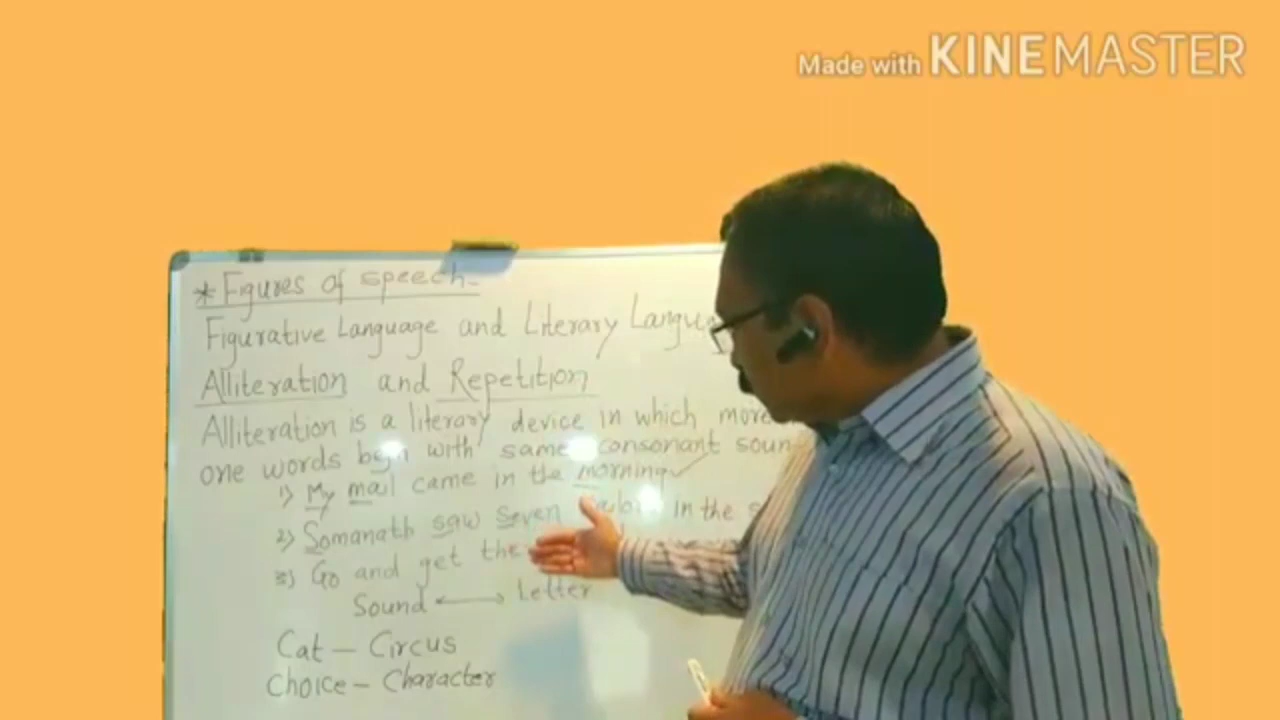 Made with KINEMASTER
* Figures of speech-
Figurative Language and Literary
Alliteration and Repetition
Alliteration is a literary device in which more
one words begin with same consonant
1) My mail came in the morning
2) Somanath saw seven in the
3) Go and get the
Sound ⟷ Letter
Cat - Circus
Choice - Character